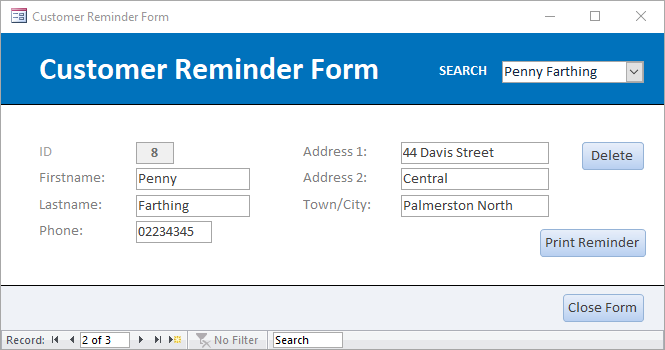 Customer Reminder Form
Customer Reminder Form SEARCH Penny Farthing
ID 8 Address 1: 44 Davis Street Delete
Firstname: Penny Address 2: Central
Lastname: Farthing Town/City: Palmerston North
Phone: 02234345
Print Reminder
Close Form
Record: 2 of 3 No Filter Search